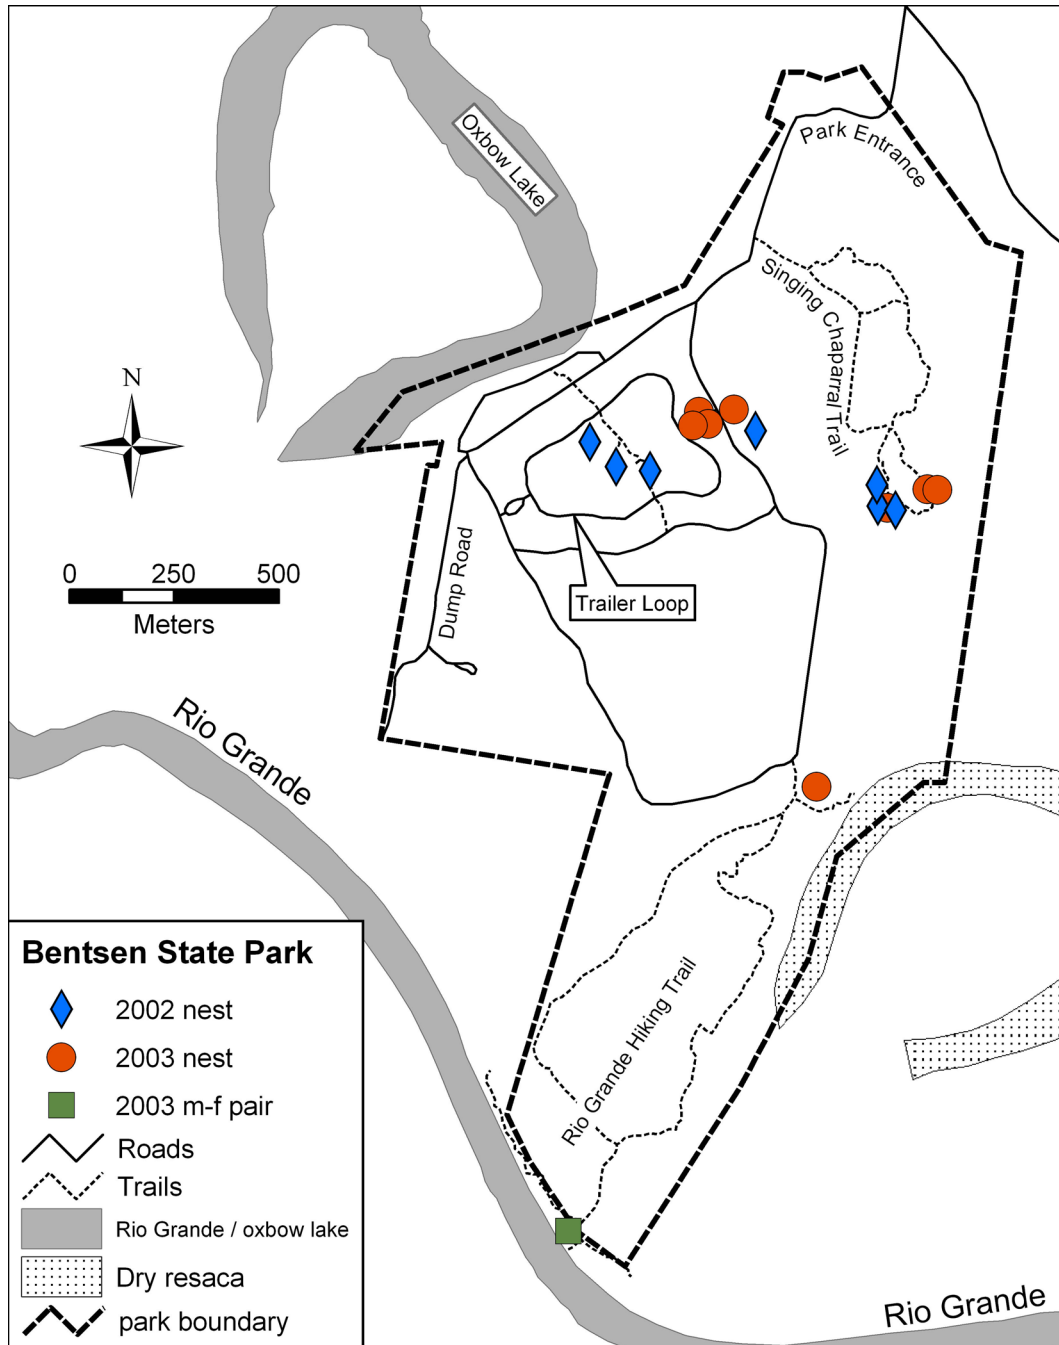 Oxbow Lake
Park Entrance
Singing Chaparral Trail
N
0 250 500
Meters
Dump Road
Trailer Loop
Rio Grande
Rio Grande Hiking Trail
Bentsen State Park
2002 nest
2003 nest
2003 m-f pair
Roads
Trails
Rio Grande / oxbow lake
Dry resaca
park boundary
Rio Grande